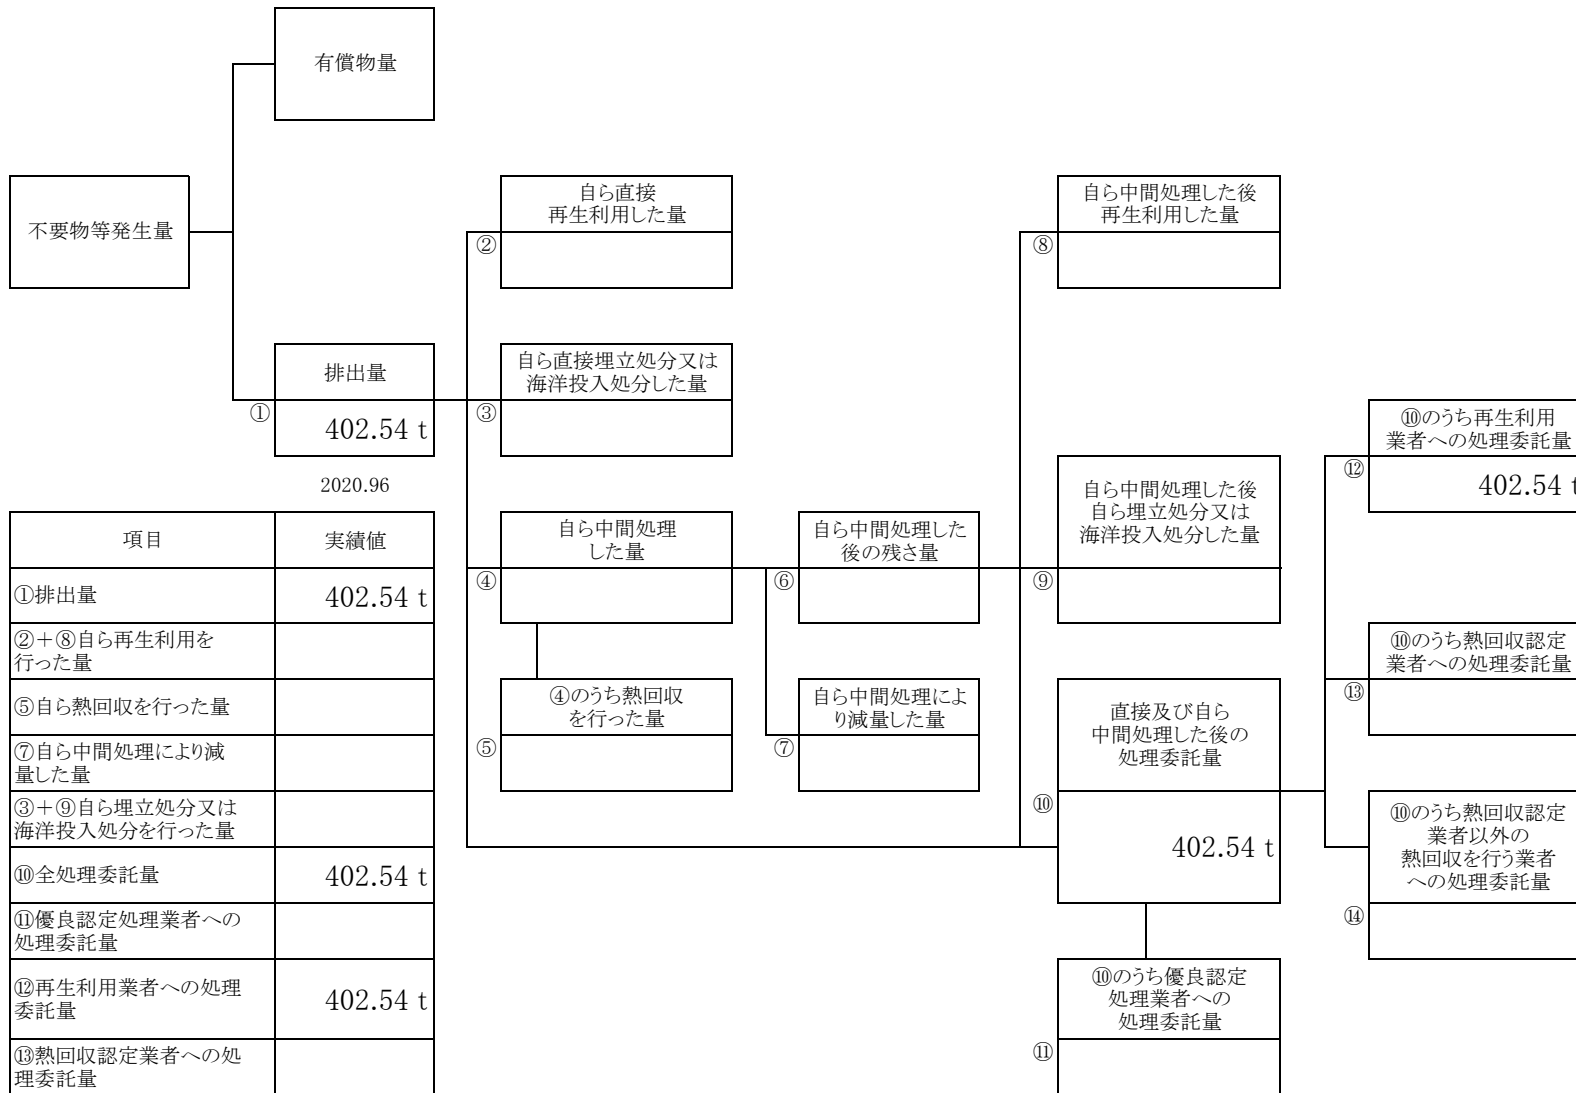 有償物量
不要物等発生量
自ら直接
再生利用した量
②
自ら中間処理した後
再生利用した量
⑧
排出量
①
402.54 t
2020.96
自ら直接埋立処分又は
海洋投入処分した量
③
⑩のうち再生利用
業者への処理委託量
⑫
402.54 t
自ら中間処理した後
自ら埋立処分又は
海洋投入処分した量
⑨
自ら中間処理
した量
④
自ら中間処理した
後の残さ量
⑥
④のうち熱回収
を行った量
⑤
自ら中間処理によ
り減量した量
⑦
直接及び自ら
中間処理した後の
処理委託量
⑩
402.54 t
⑩のうち熱回収認定
業者への処理委託量
⑬
⑩のうち熱回収認定
業者以外の
熱回収を行う業者
への処理委託量
⑭
⑩のうち優良認定
処理業者への
処理委託量
⑪
項目 実績値
①排出量 402.54 t
②+⑧自ら再生利用を
行った量
⑤自ら熱回収を行った量
⑦自ら中間処理により減
量した量
③+⑨自ら埋立処分又は
海洋投入処分を行った量
⑩全処理委託量 402.54 t
⑪優良認定処理業者への
処理委託量
⑫再生利用業者への処理
委託量 402.54 t
⑬熱回収認定業者への処
理委託量